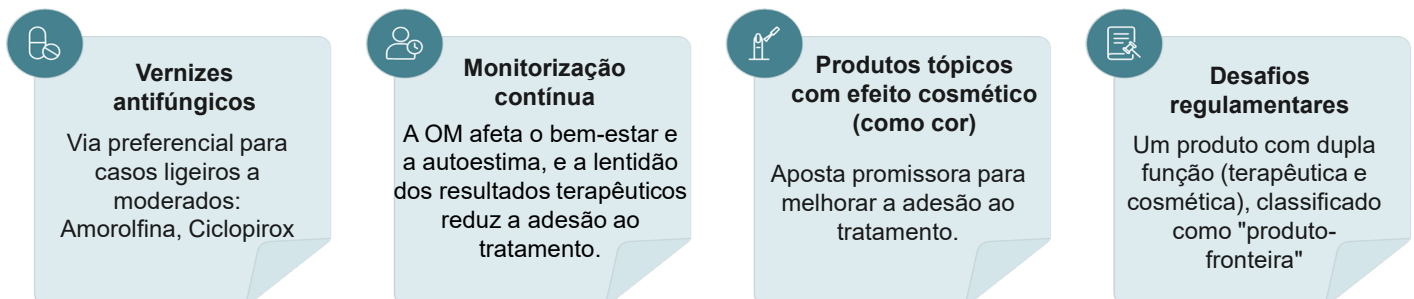 Vernizes
antifúngicos
Via preferencial para
casos ligeiros a
moderados:
Amorolfina, Ciclopirox
Monitorização
contínua
A OM afeta o bem-estar e
a autoestima, e a lentidão
dos resultados terapêuticos
reduz a adesão ao
tratamento.
Produtos tópicos
com efeito cosmético
(como cor)
Aposta promissora para
melhorar a adesão ao
tratamento.
Desafios
regulamentares
Um produto com dupla
função (terapêutica e
cosmética), classificado
como "produto-
fronteira"